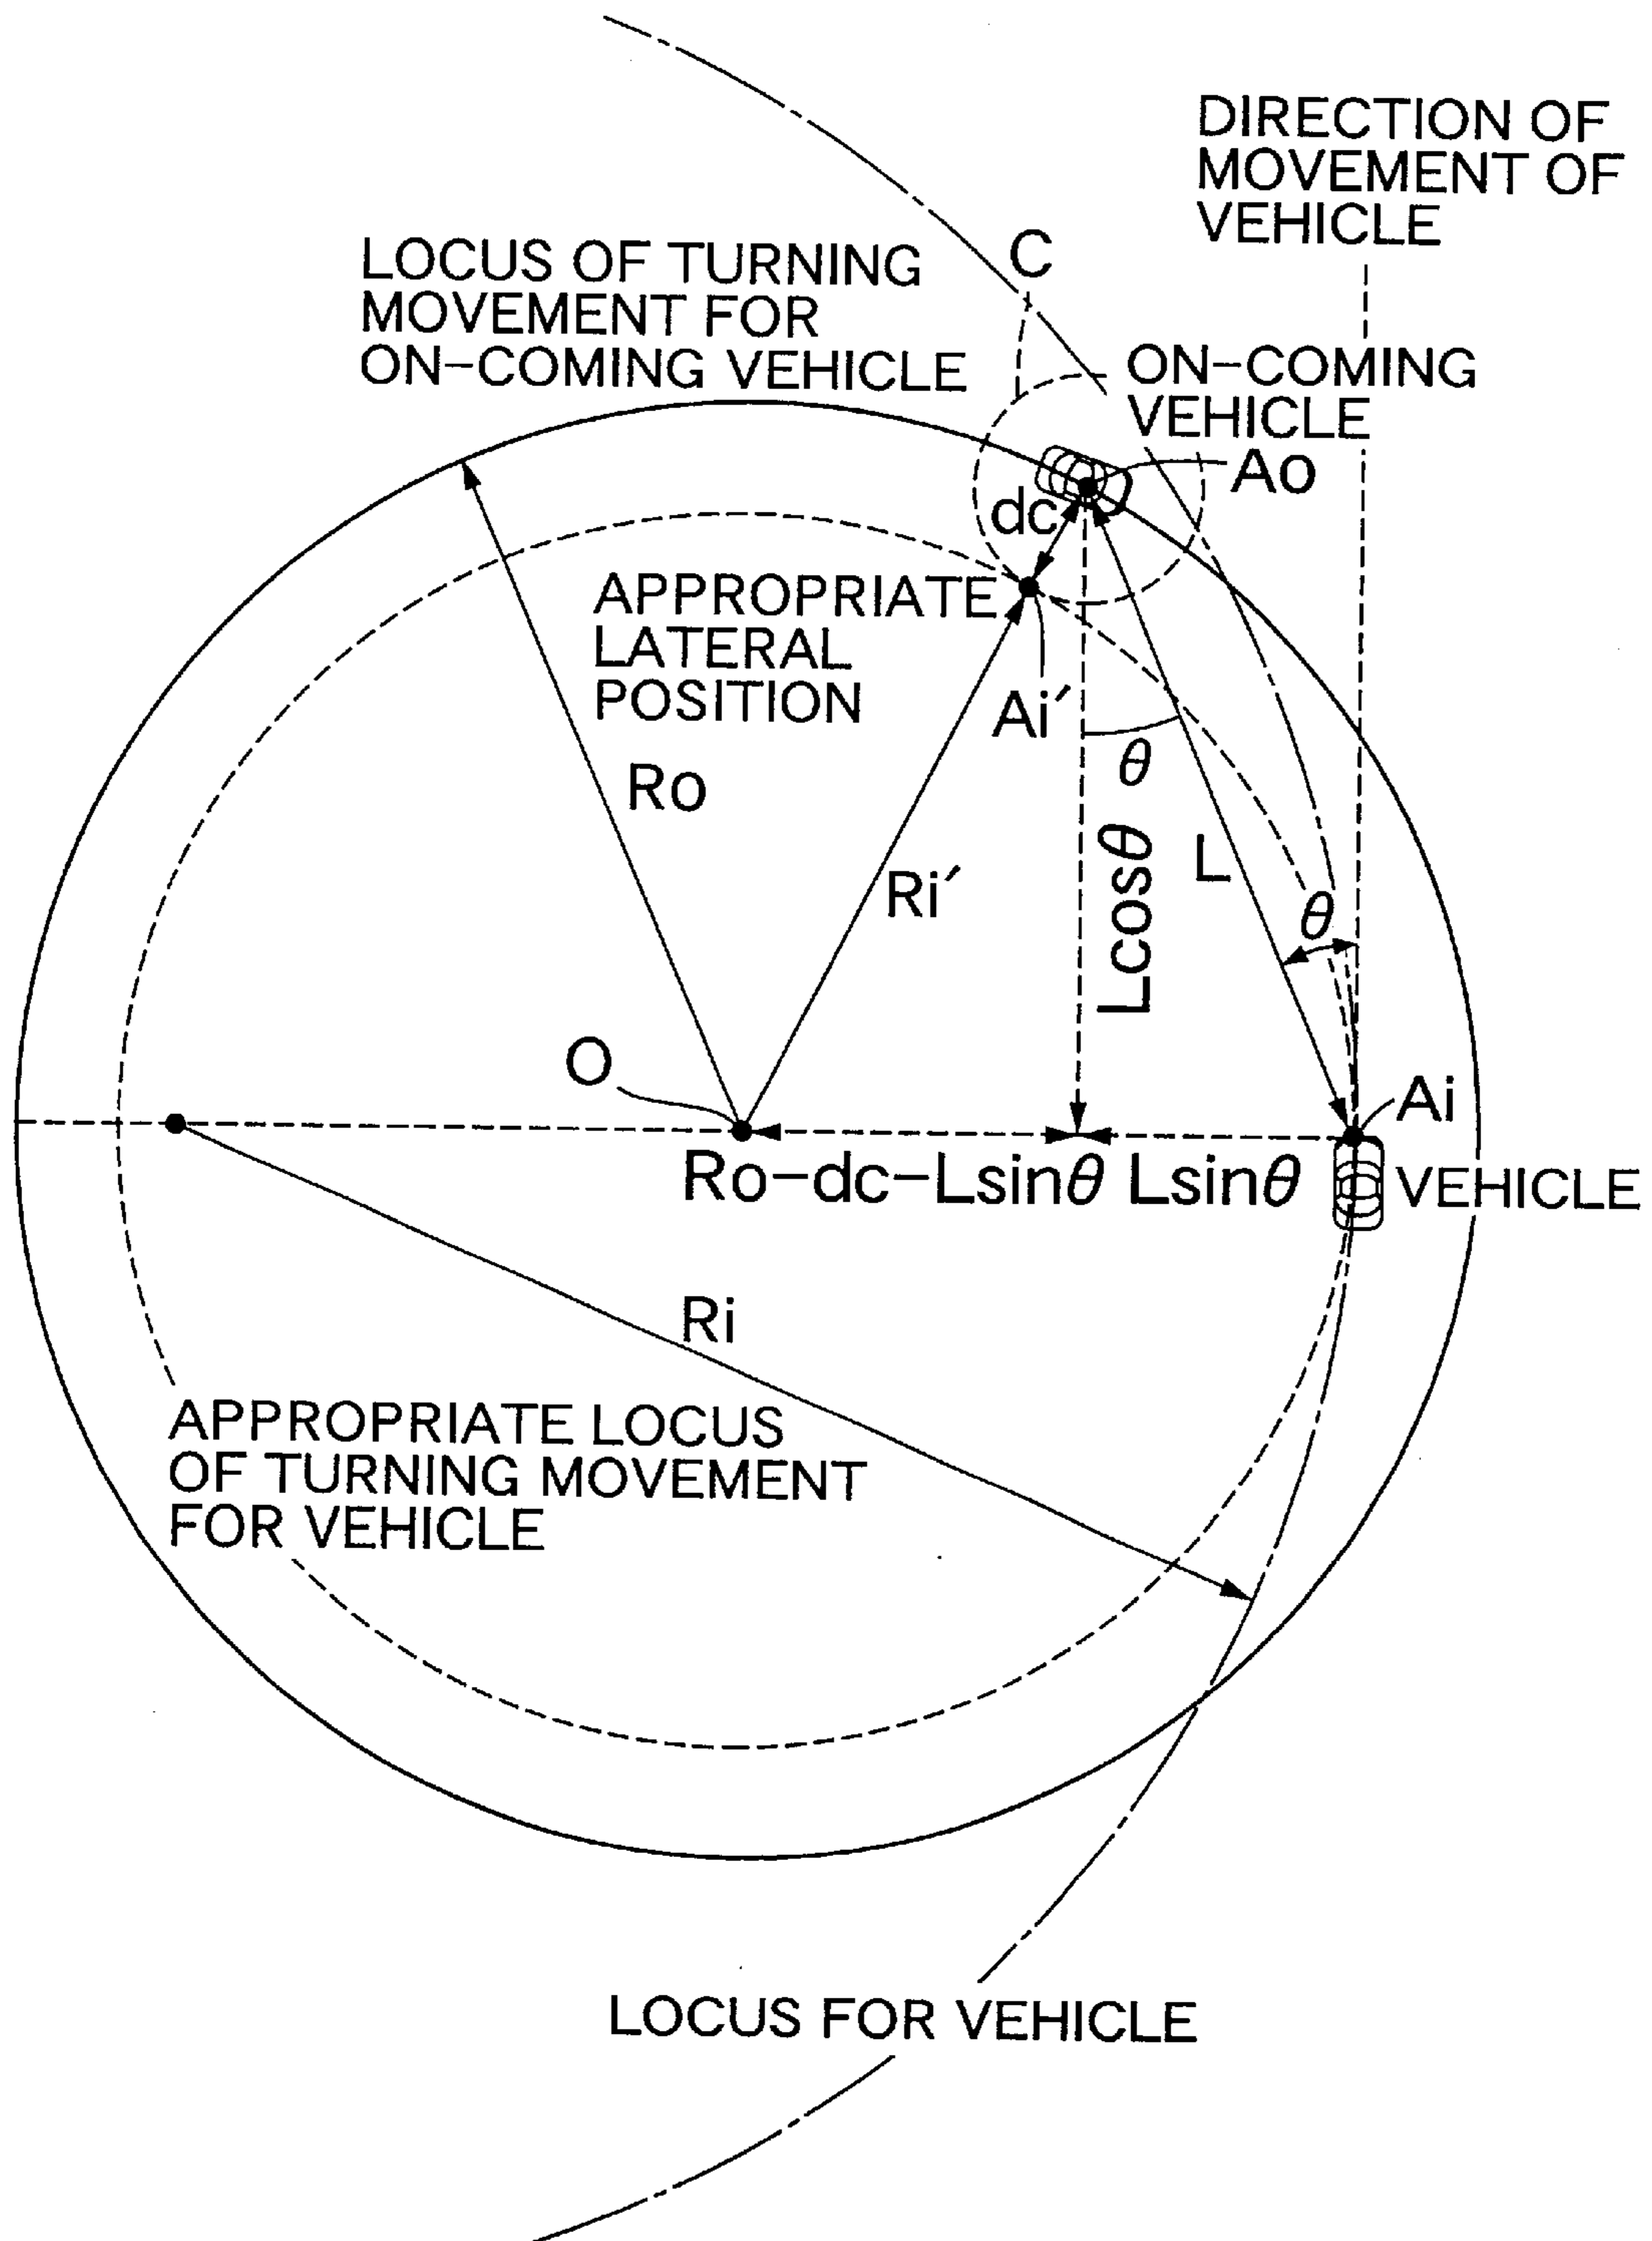 DIRECTION OF
MOVEMENT OF
VEHICLE
C
LOCUS OF TURNING
MOVEMENT FOR
ON-COMING VEHICLE
ON-COMING
VEHICLE
Ao
dc
APPROPRIATE
LATERAL
POSITION
Ai′
θ
Ro
L
Lcosθ
Ri′
θ
O
Ai
Ro-dc-Lsinθ Lsinθ
VEHICLE
Ri
APPROPRIATE LOCUS
OF TURNING MOVEMENT
FOR VEHICLE
LOCUS FOR VEHICLE